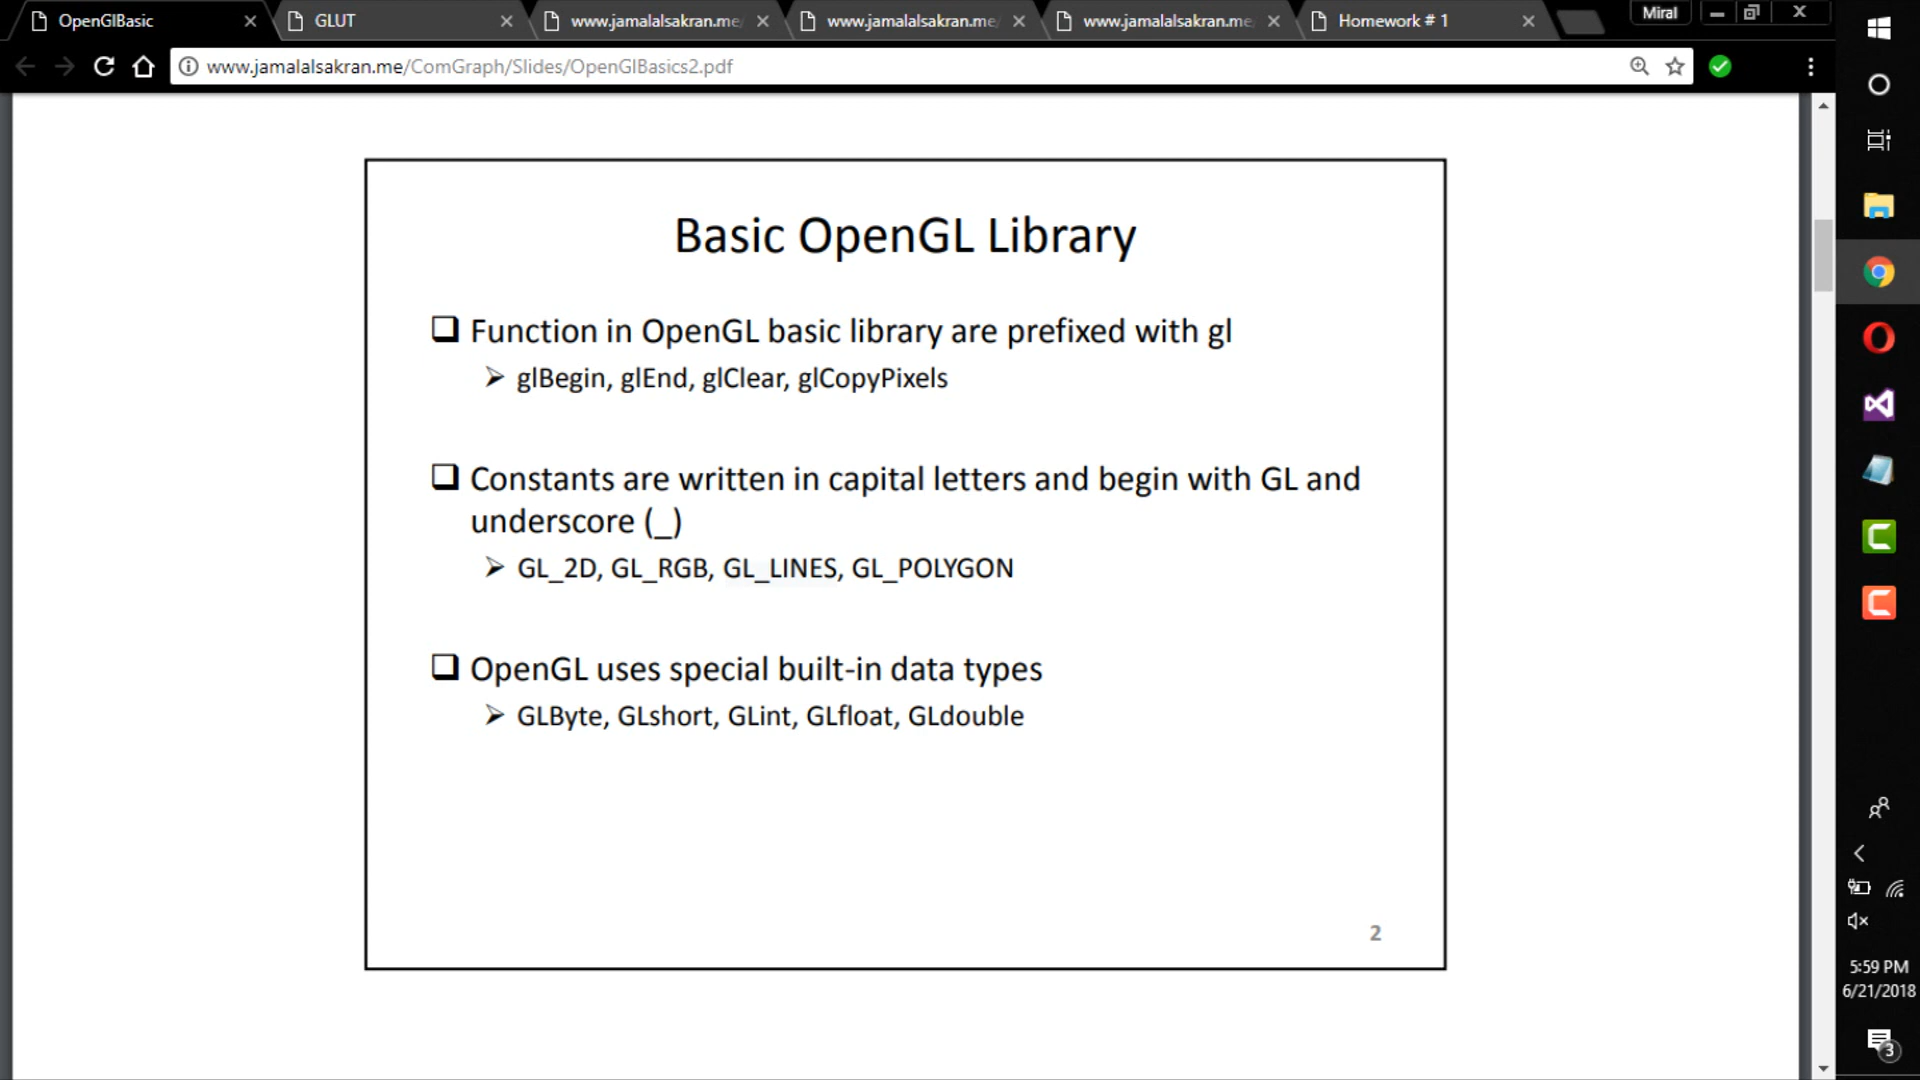 OpenGlBasic
GLUT
www.jamalalsakran.me/
www.jamalalsakran.me/
www.jamalalsakran.me/
Homework # 1
Miral
www.jamalalsakran.me/ComGraph/Slides/OpenGlBasics2.pdf
Basic OpenGL Library
Function in OpenGL basic library are prefixed with gl
glBegin, glEnd, glClear, glCopyPixels
Constants are written in capital letters and begin with GL and
underscore (_)
GL_2D, GL_RGB, GL_LINES, GL_POLYGON
OpenGL uses special built-in data types
GLByte, GLshort, GLint, GLfloat, GLdouble
2
5:59 PM
6/21/2018
3